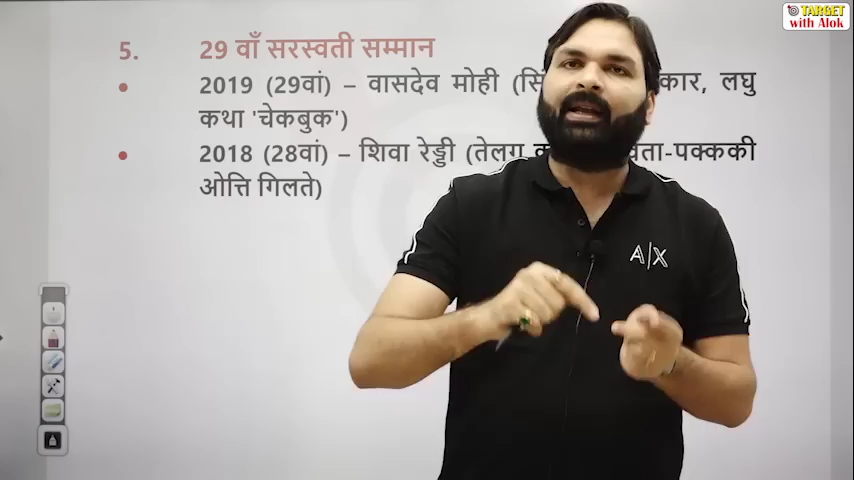 TARGET
with Alok
5. 29 वाँ सरस्वती सम्मान
2019 (29वां) – वासदेव मोही ( कार, लघु
कथा 'चेकबुक')
2018 (28वां) – शिवा रेड्डी ( -पक्ककी
ओत्ति गिलते)
A|X